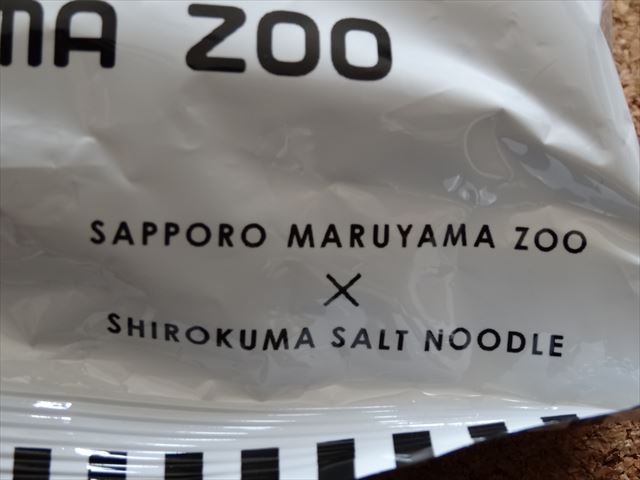 MA ZOO
SAPPORO MARUYAMA ZOO
×
SHIROKUMA SALT NOODLE